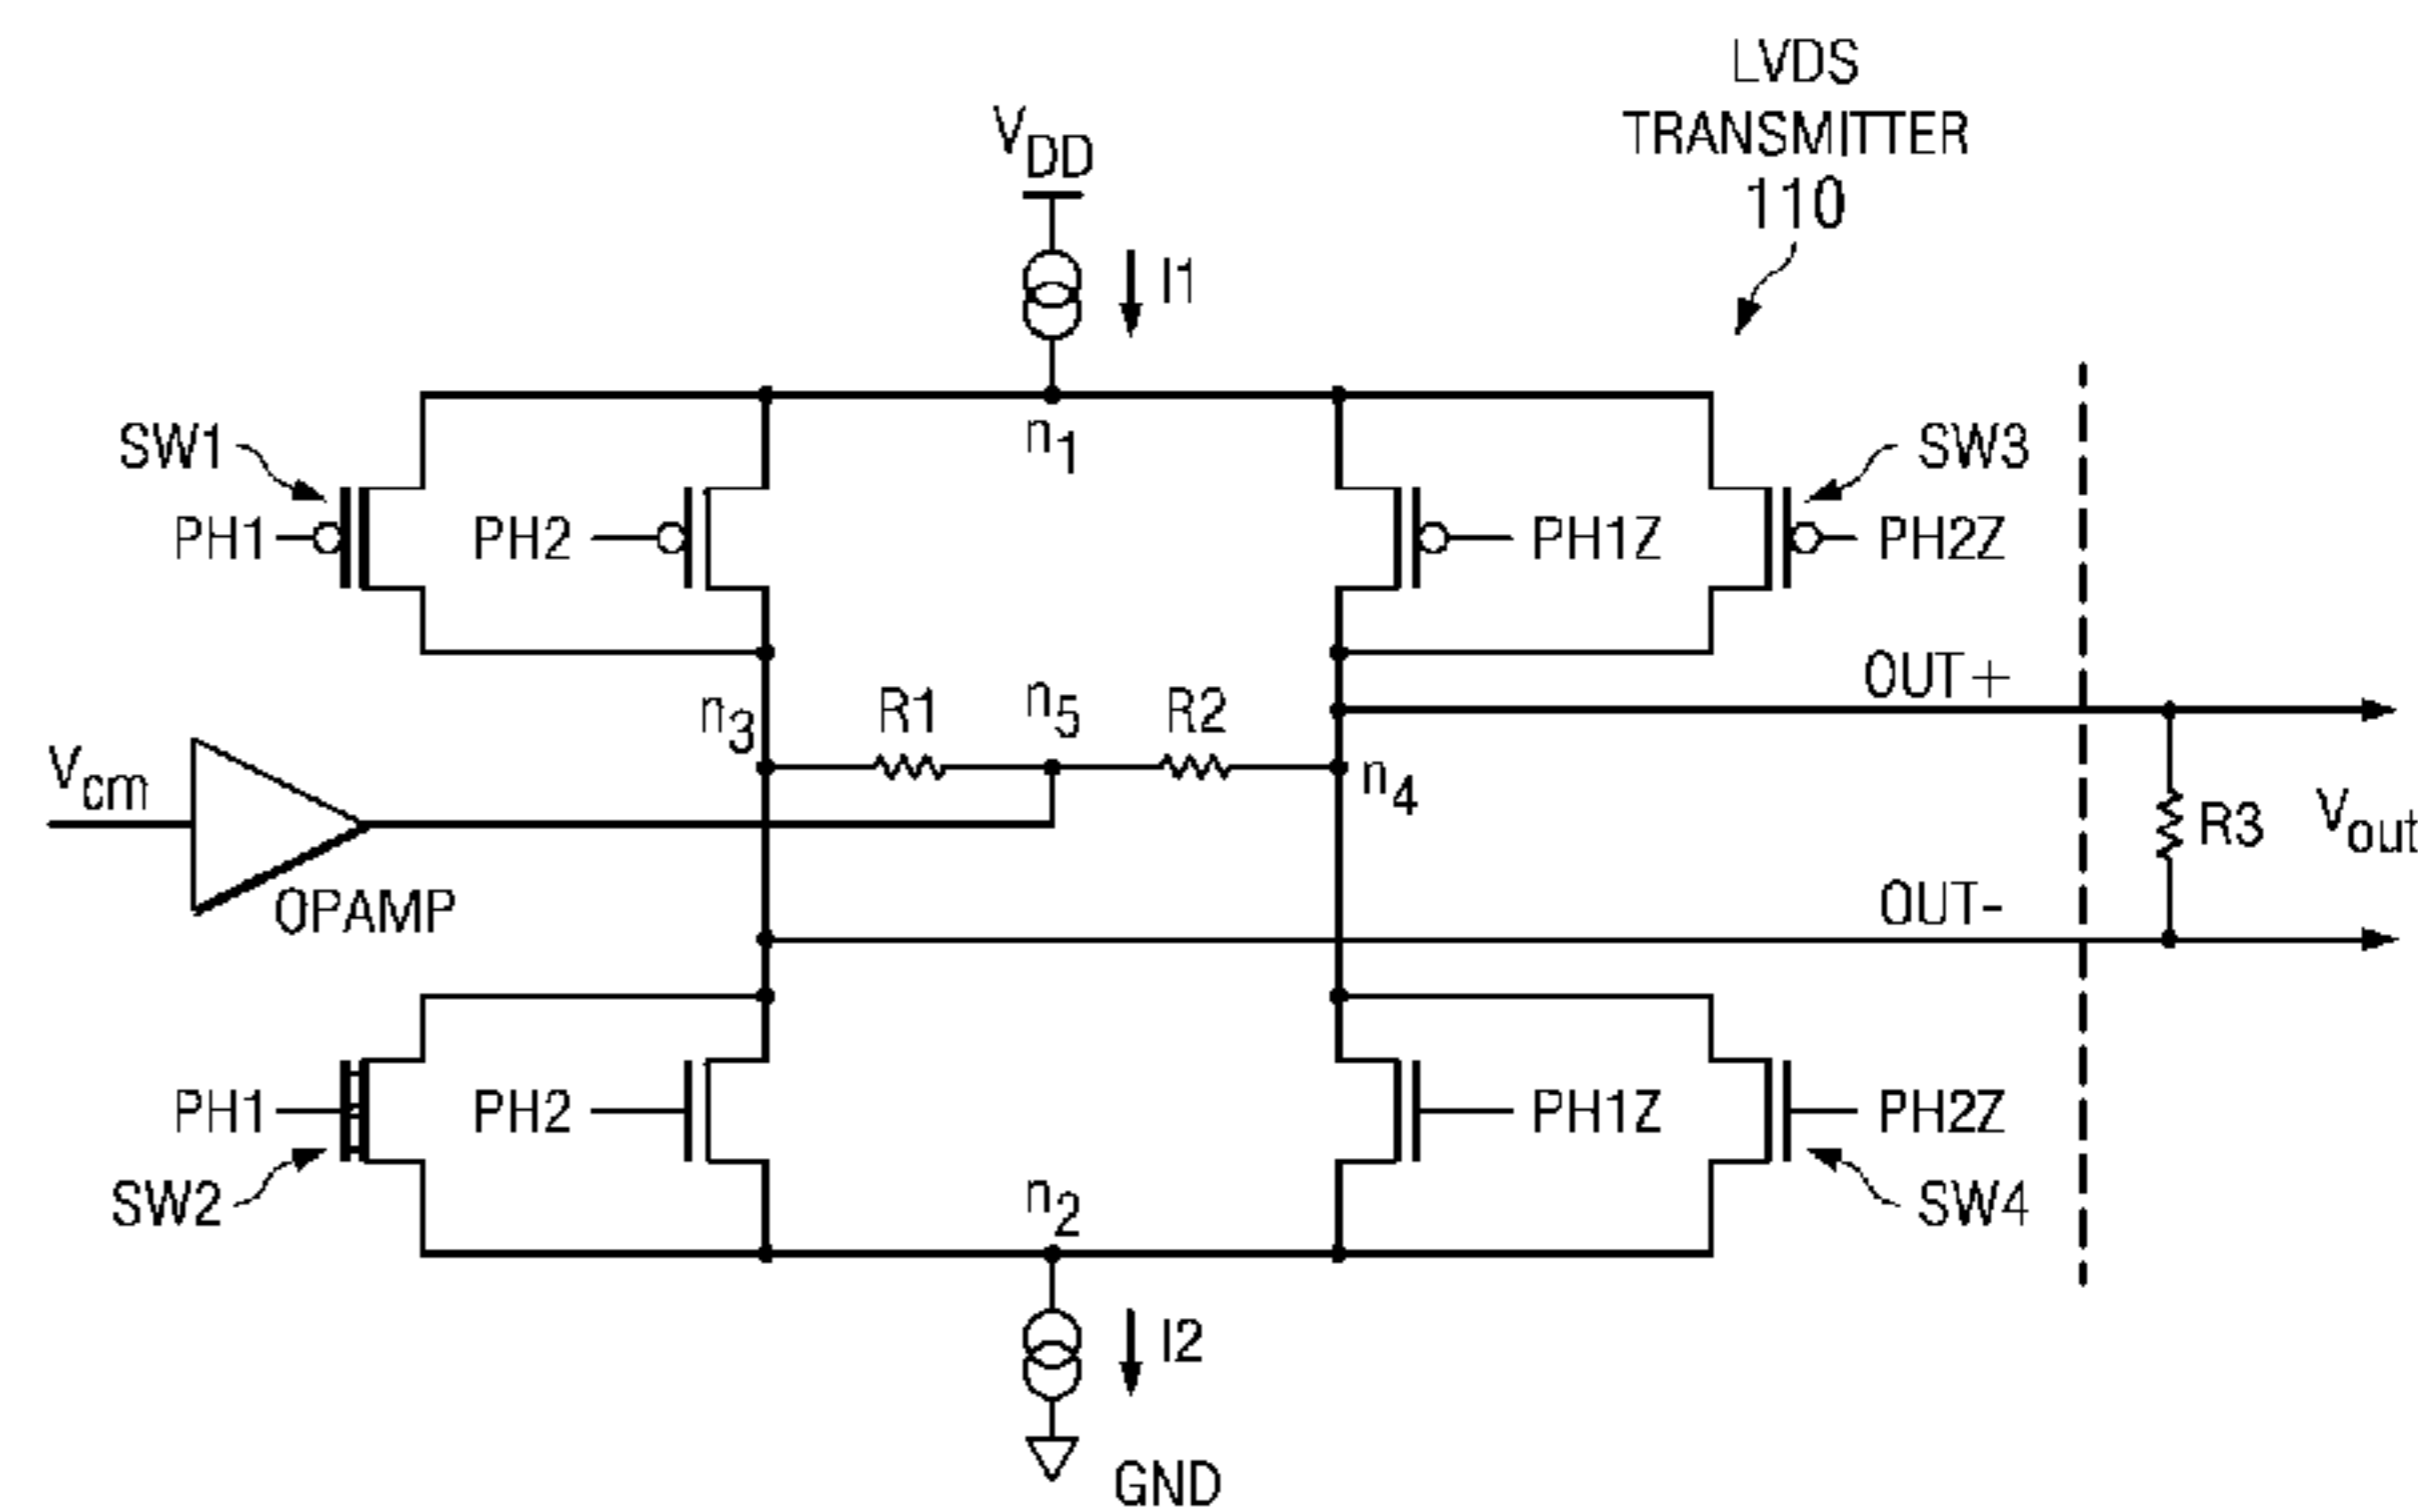 LVDS
TRANSMITTER
110
VDD
I1
n1
SW1
SW3
PH1
PH2
PH1Z
PH2Z
OUT+
n3
R1
n5
R2
n4
Vcm
OPAMP
R3
Vout
OUT-
PH1
PH2
PH1Z
PH2Z
SW2
n2
SW4
I2
GND